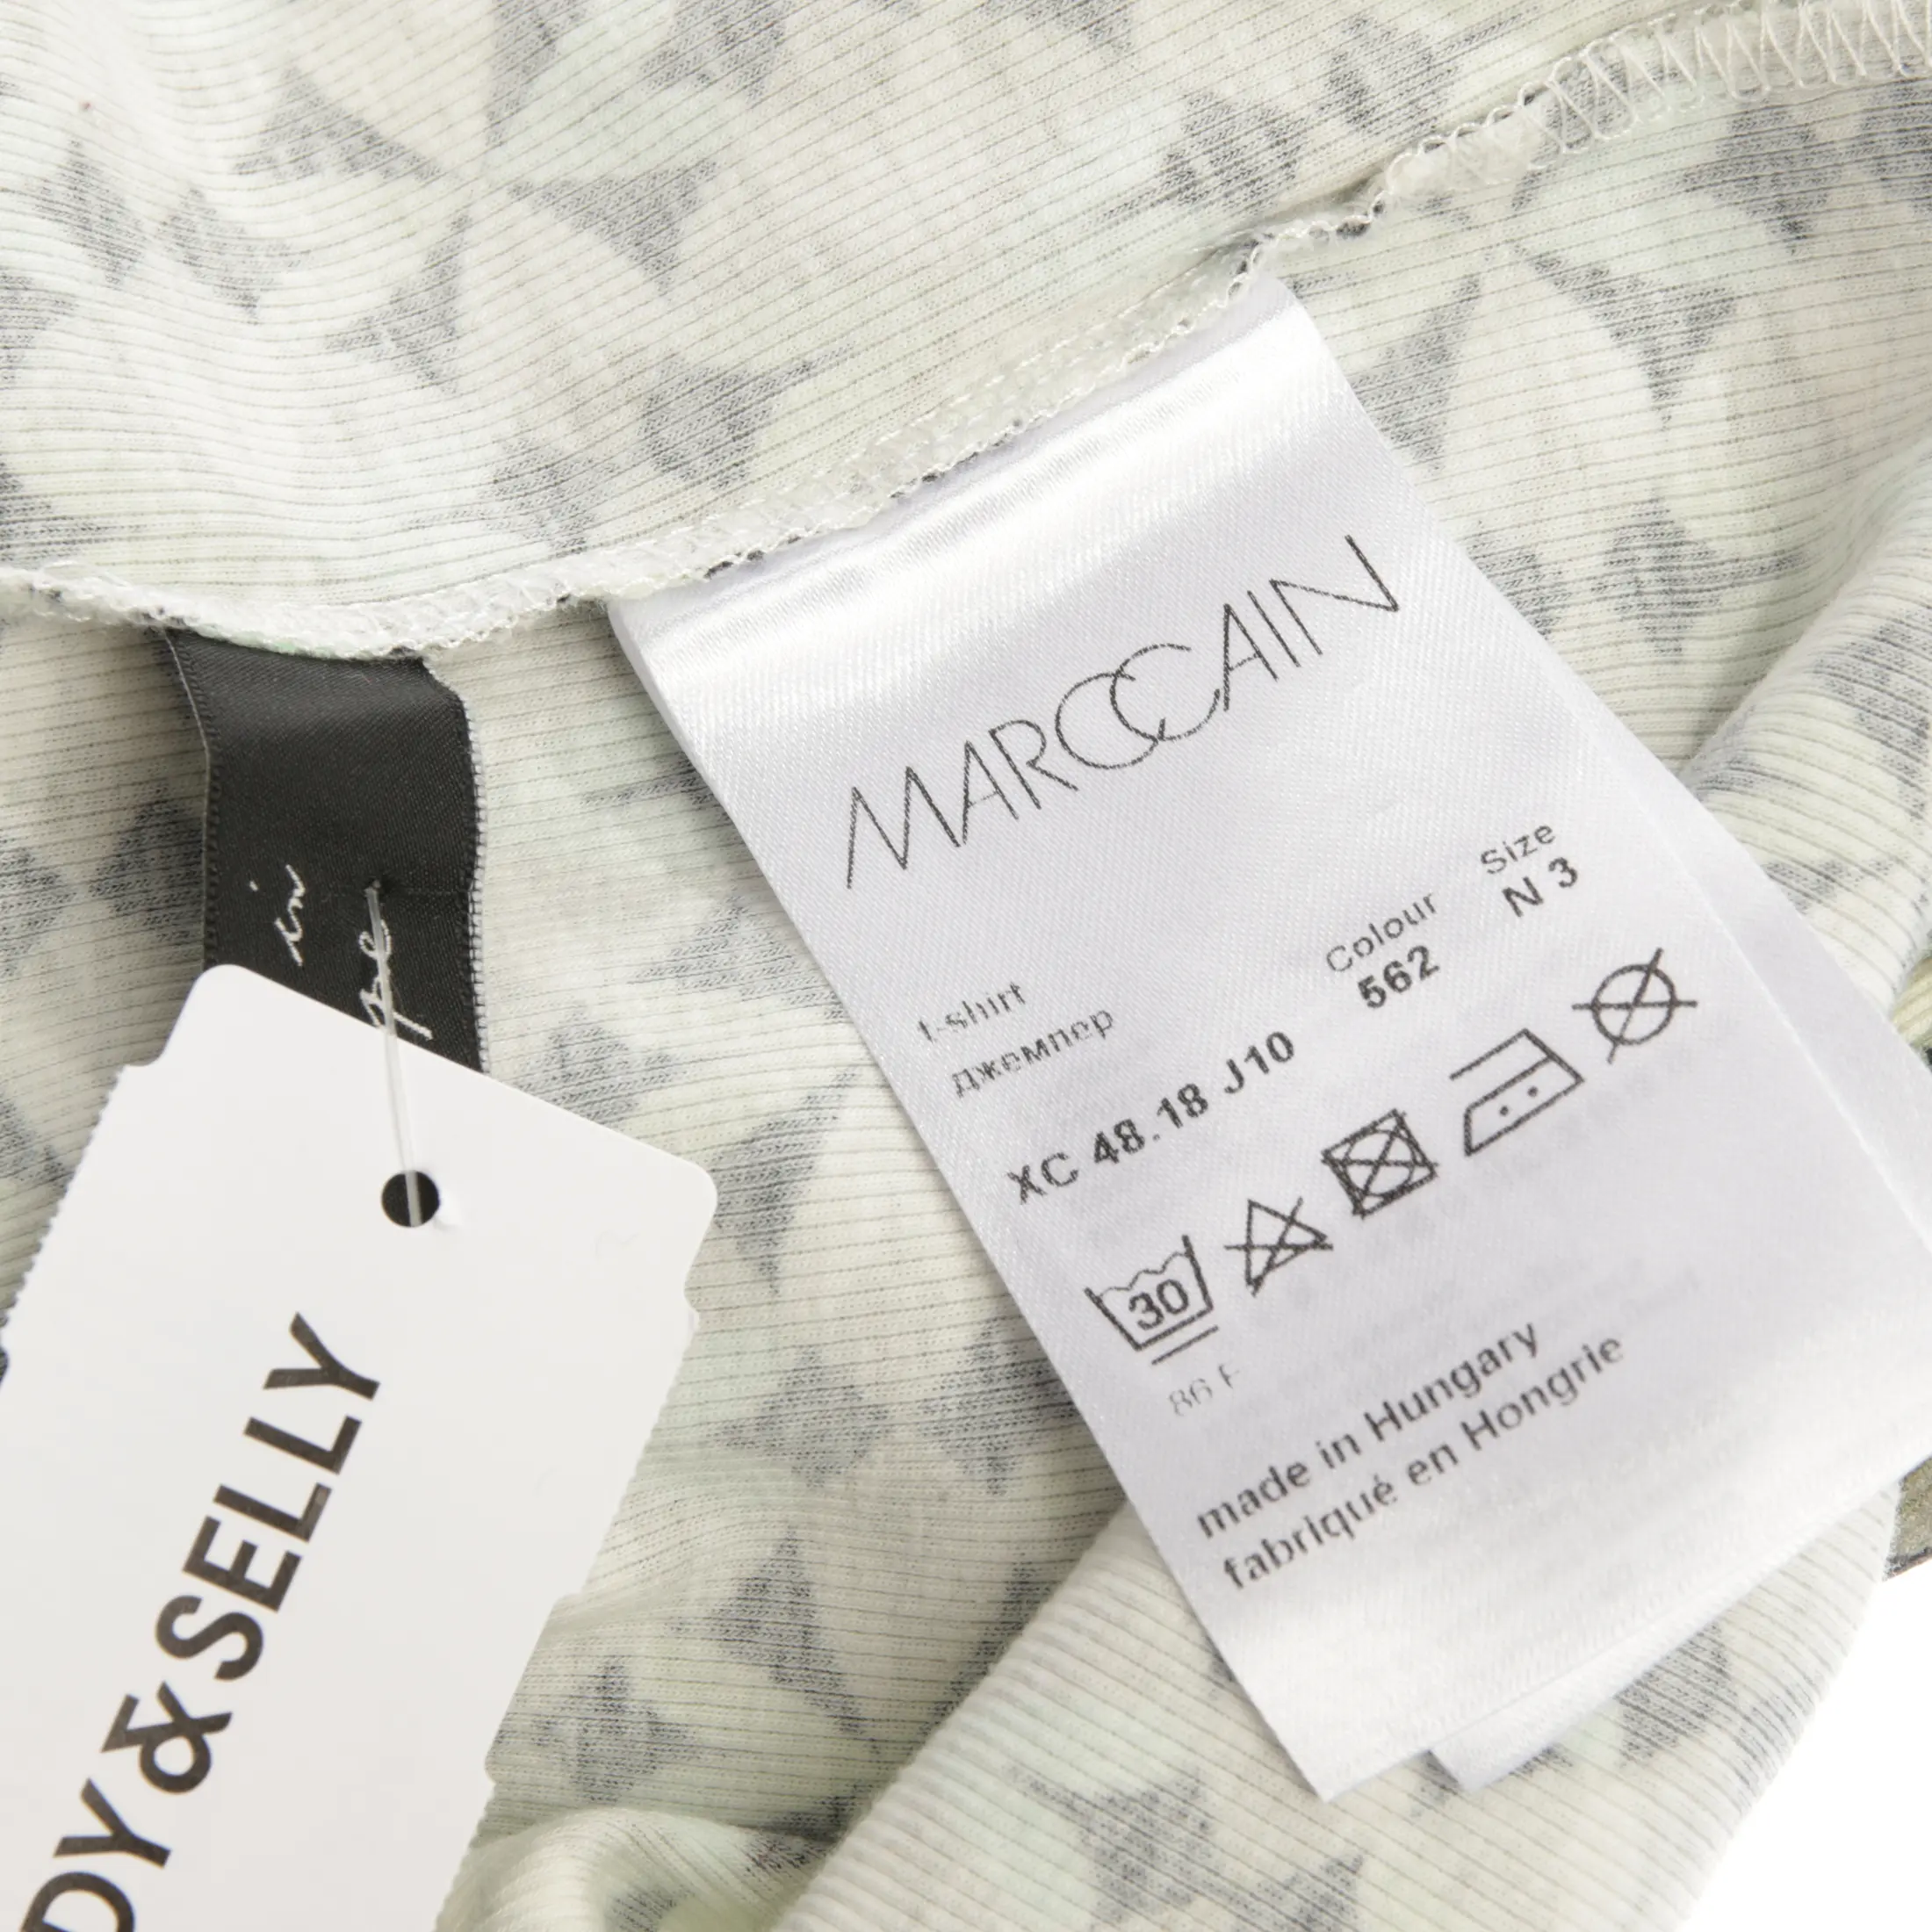 MARCCAIN
t-shirt
джемпер
XC 48.18 J10
Colour
562
Size
N 3
30
86 F
made in Hungary
fabriqué en Hongrie
in
DY & SELLY